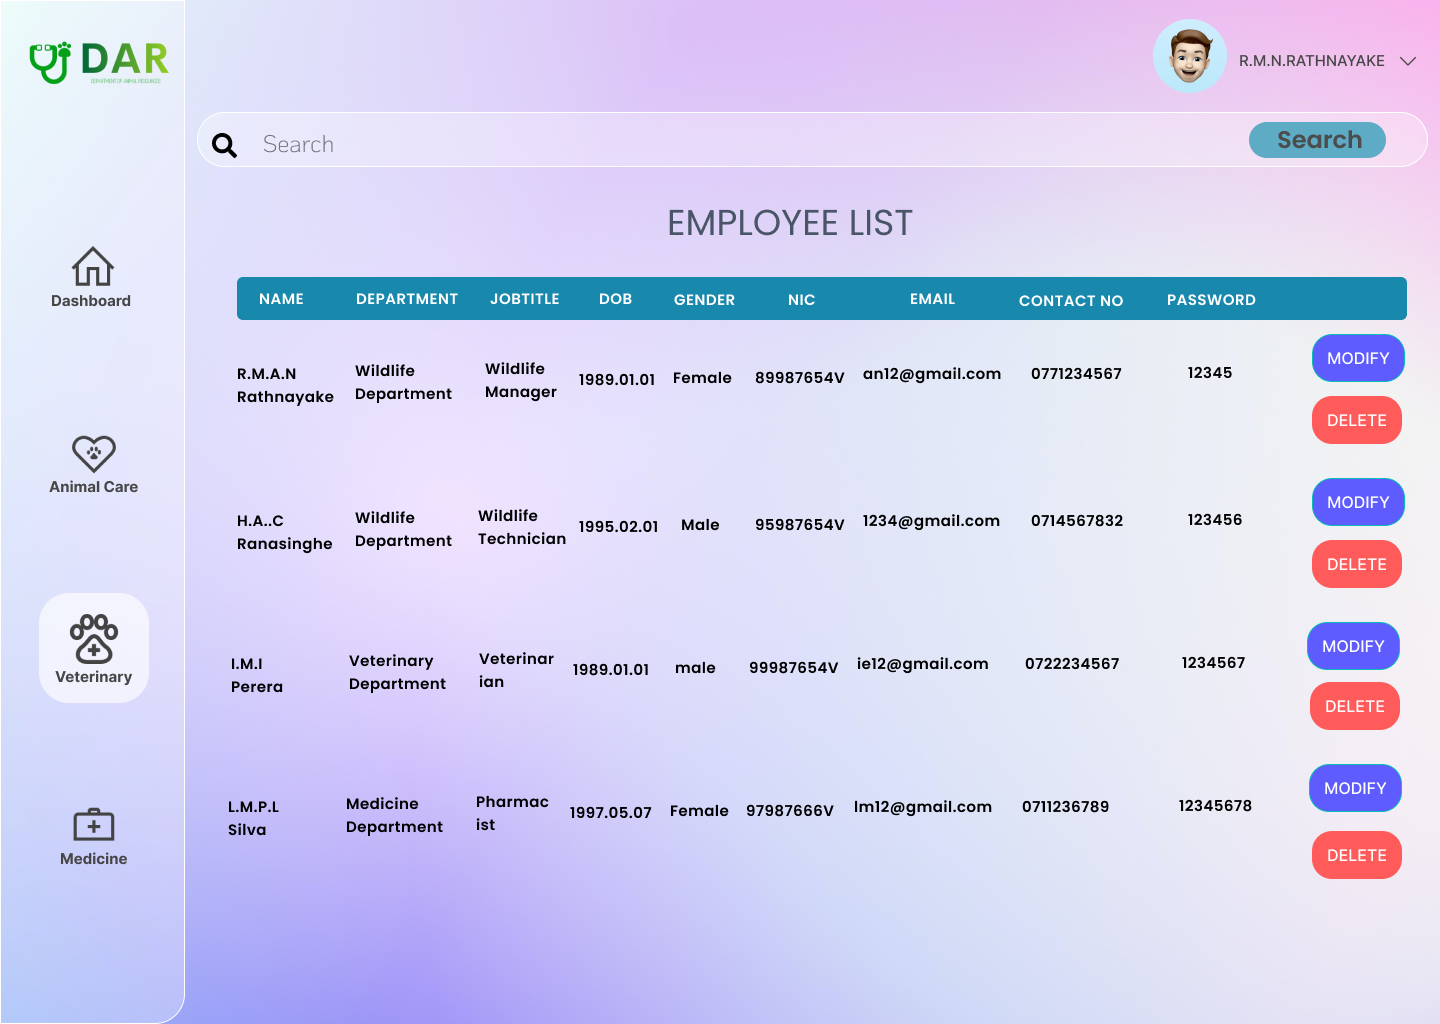 DAR
DEPARTMENT OF ANIMAL RESOURCES
R.M.N.RATHNAYAKE
Search
Search
EMPLOYEE LIST
NAME DEPARTMENT JOBTITLE DOB GENDER NIC EMAIL CONTACT NO PASSWORD
R.M.A.N
Rathnayake
Wildlife
Department
Wildlife
Manager
1989.01.01
Female
89987654V
an12@gmail.com
0771234567
12345
MODIFY
DELETE
H.A..C
Ranasinghe
Wildlife
Department
Wildlife
Technician
1995.02.01
Male
95987654V
1234@gmail.com
0714567832
123456
MODIFY
DELETE
I.M.I
Perera
Veterinary
Department
Veterinar
ian
1989.01.01
male
99987654V
ie12@gmail.com
0722234567
1234567
MODIFY
DELETE
L.M.P.L
Silva
Medicine
Department
Pharmac
ist
1997.05.07
Female
97987666V
lm12@gmail.com
0711236789
12345678
MODIFY
DELETE
Dashboard
Animal Care
Veterinary
Medicine